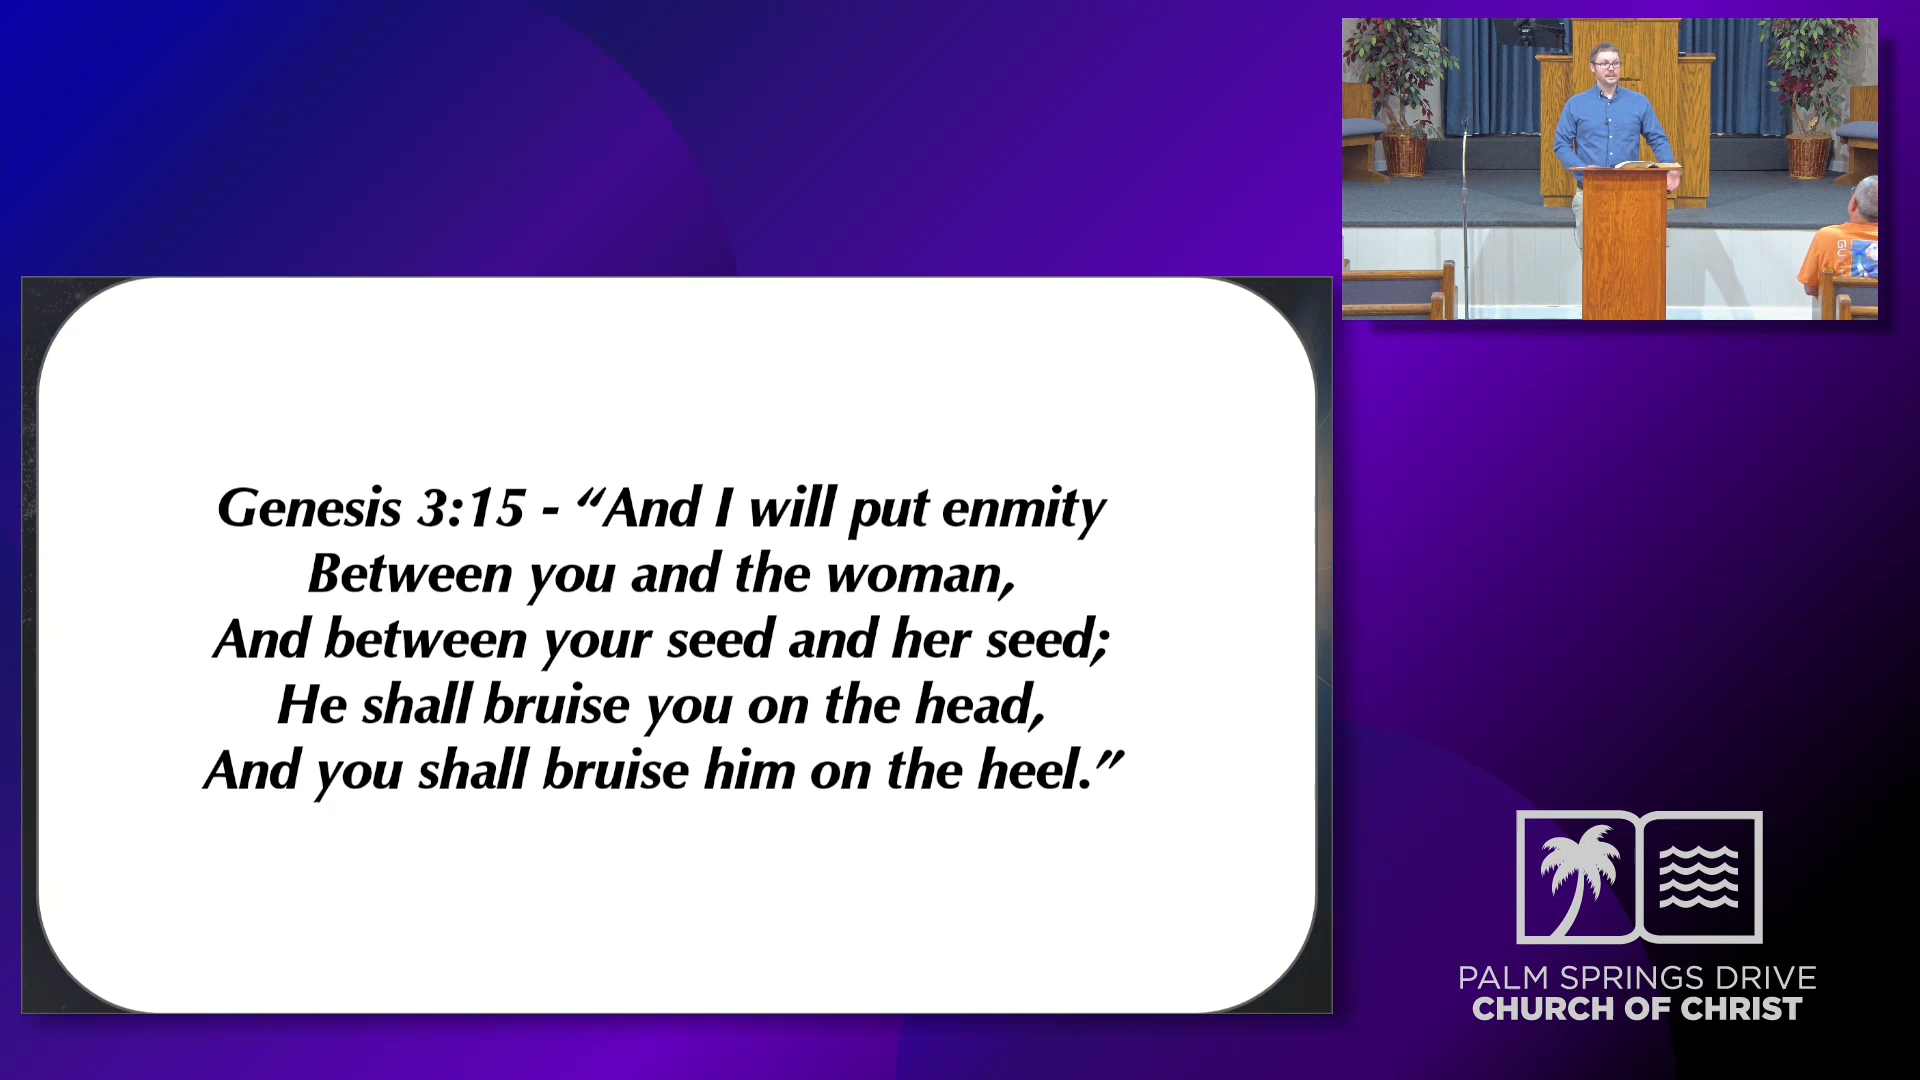 Genesis 3:15 - “And I will put enmity
Between you and the woman,
And between your seed and her seed;
He shall bruise you on the head,
And you shall bruise him on the heel.”
PALM SPRINGS DRIVE
CHURCH OF CHRIST